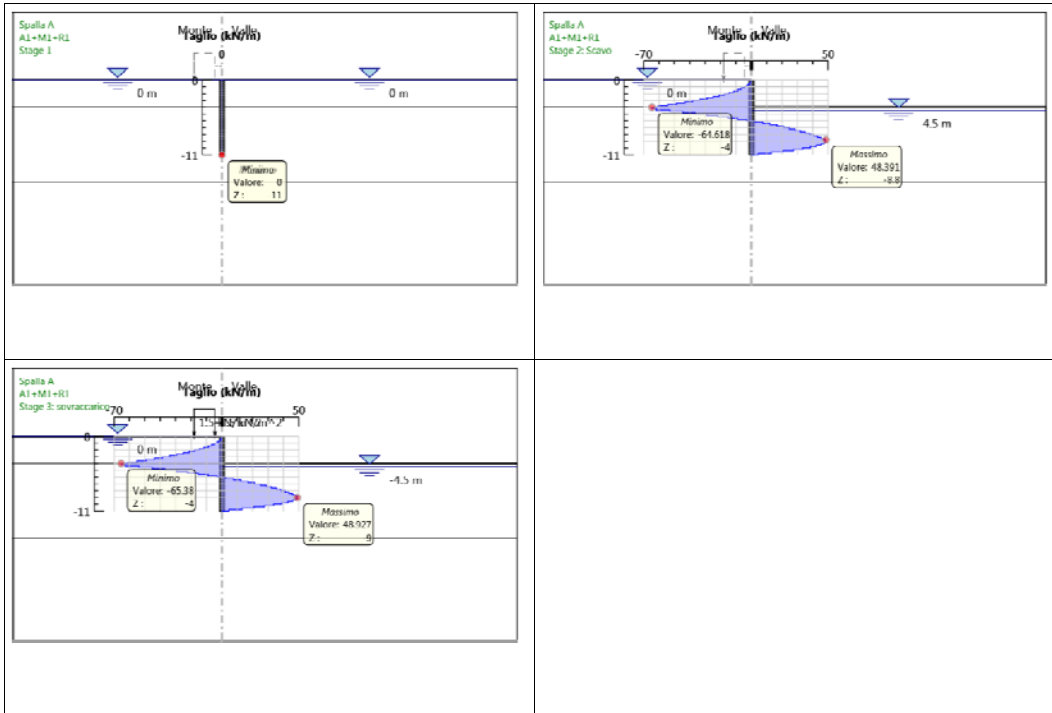 Spalla A
A1+M1+R1
Stage 1
Monte Valle
Taglio (kN/m)
0
0
0 m
0 m
-11
Minimo
Valore: 0
Z : 11
Spalla A
A1+M1+R1
Stage 2: Scavo
Monte Valle
Taglio (kN/m)
-70
50
0
0 m
4.5 m
-11
Minimo
Valore: -64.618
Z : -4
Massimo
Valore: 48.391
Z : -8.8
Spalla A
A1+M1+R1
Stage 3: sovraccarico
Monte Valle
Taglio (kN/m)
-70
50
0
0 m
-4.5 m
-11
Minimo
Valore: -65.38
Z : -4
Massimo
Valore: 48.927
Z : 9